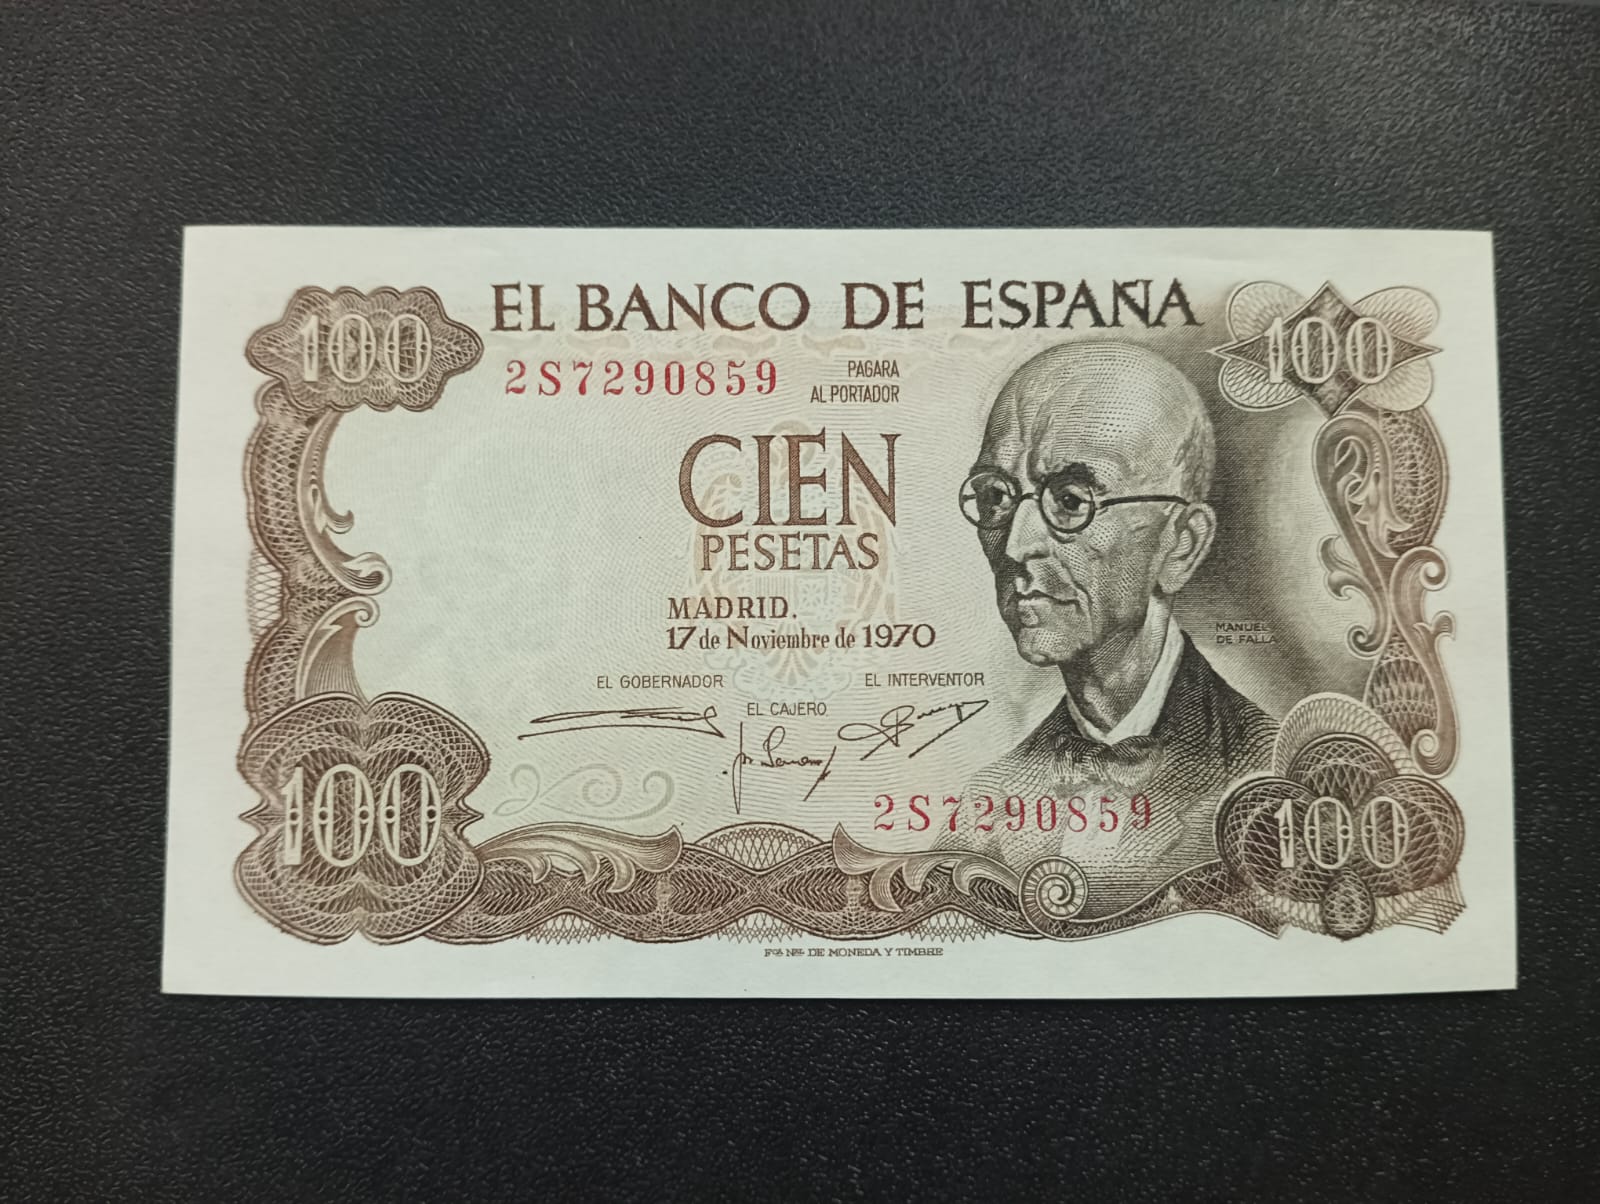 EL BANCO DE ESPAÑA
100
100
2S7290859
PAGARA
AL PORTADOR
CIEN
PESETAS
MADRID.
17 de Noviembre de 1970
MANUEL
DE FALLA
EL GOBERNADOR
EL INTERVENTOR
EL CAJERO
2S7290859
100
100
Fca Nal DE MONEDA Y TIMBRE